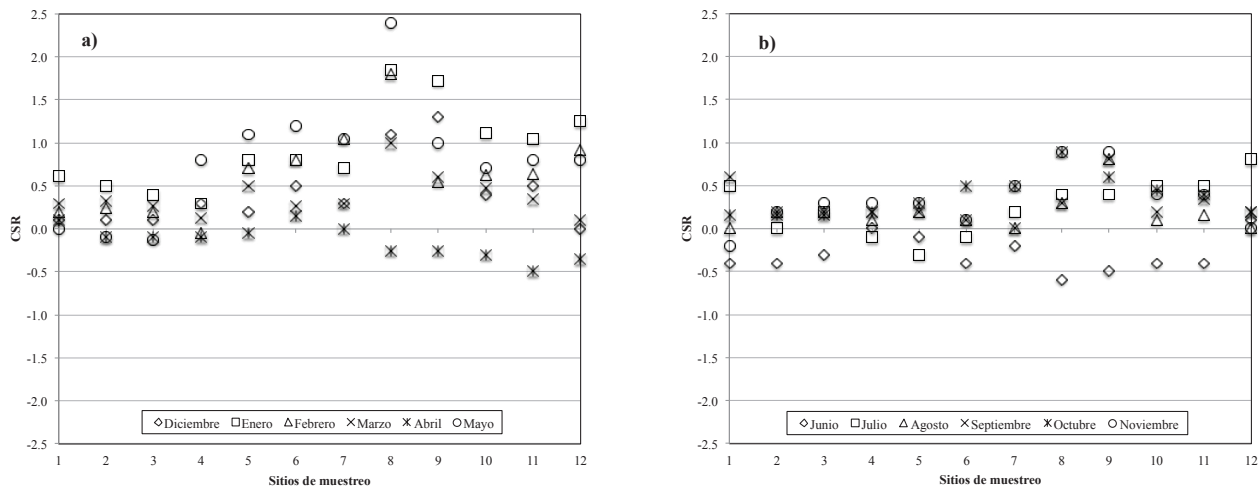 a)
2.5
2.0
1.5
1.0
0.5
0.0
-0.5
-1.0
-1.5
-2.0
-2.5
CSR
Diciembre Enero Febrero Marzo Abril Mayo
1 2 3 4 5 6 7 8 9 10 11 12
Sitios de muestreo
b)
2.5
2.0
1.5
1.0
0.5
0.0
-0.5
-1.0
-1.5
-2.0
-2.5
CSR
Junio Julio Agosto Septiembre Octubre Noviembre
1 2 3 4 5 6 7 8 9 10 11 12
Sitios de muestreo